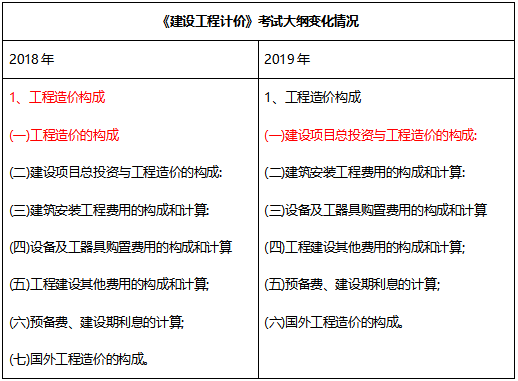 《建设工程计价》考试大纲变化情况
2018年
2019年
1、工程造价构成
(一)工程造价的构成
(二)建设项目总投资与工程造价的构成:
(三)建筑安装工程费用的构成和计算:
(四)设备及工器具购置费用的构成和计算
(五)工程建设其他费用的构成和计算;
(六)预备费、建设期利息的计算;
(七)国外工程造价的构成。
1、工程造价构成
(一)建设项目总投资与工程造价的构成:
(二)建筑安装工程费用的构成和计算:
(三)设备及工器具购置费用的构成和计算
(四)工程建设其他费用的构成和计算;
(五)预备费、建设期利息的计算;
(六)国外工程造价的构成。